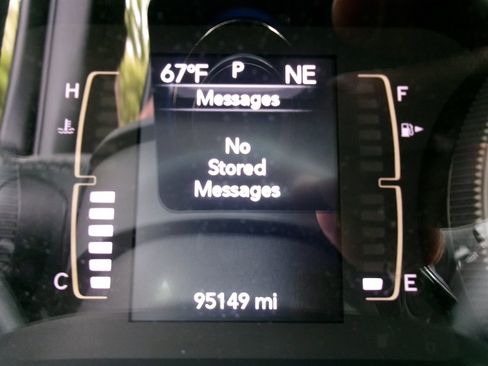 67°F P NE
H F
Messages
No
Stored
Messages
C E
95149 mi